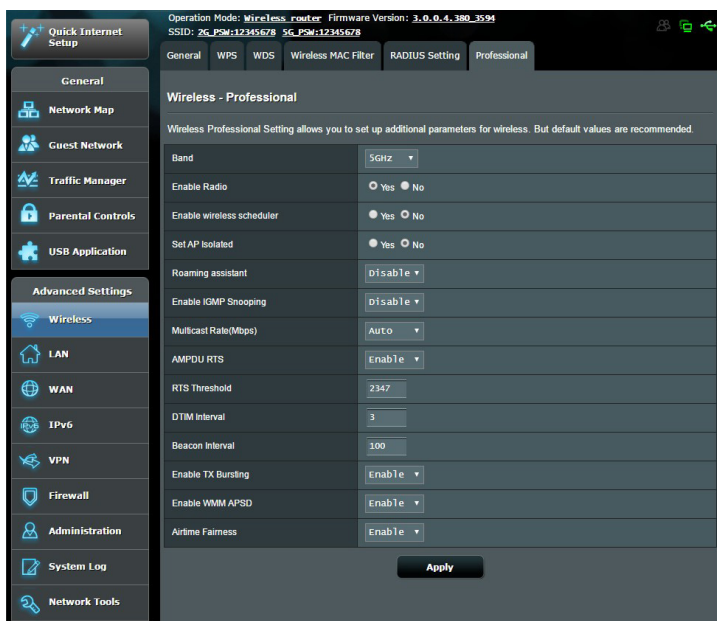 Operation Mode: Wireless router Firmware Version: 3.0.0.4.380_3594
SSID: 2G_PSW:12345678 5G_PSW:12345678
Quick Internet
Setup
General
Network Map
Guest Network
Traffic Manager
Parental Controls
USB Application
Advanced Settings
Wireless
LAN
WAN
IPv6
IPv6
VPN
Firewall
Administration
System Log
Network Tools
General WPS WDS Wireless MAC Filter RADIUS Setting Professional
Wireless - Professional
Wireless Professional Setting allows you to set up additional parameters for wireless. But default values are recommended.
Band 5GHz
Enable Radio Yes No
Enable wireless scheduler Yes No
Set AP Isolated Yes No
Roaming assistant Disable
Enable IGMP Snooping Disable
Multicast Rate(Mbps) Auto
AMPDU RTS Enable
RTS Threshold 2347
DTIM Interval 3
Beacon Interval 100
Enable TX Bursting Enable
Enable WMM APSD Enable
Airtime Fairness Enable
Apply